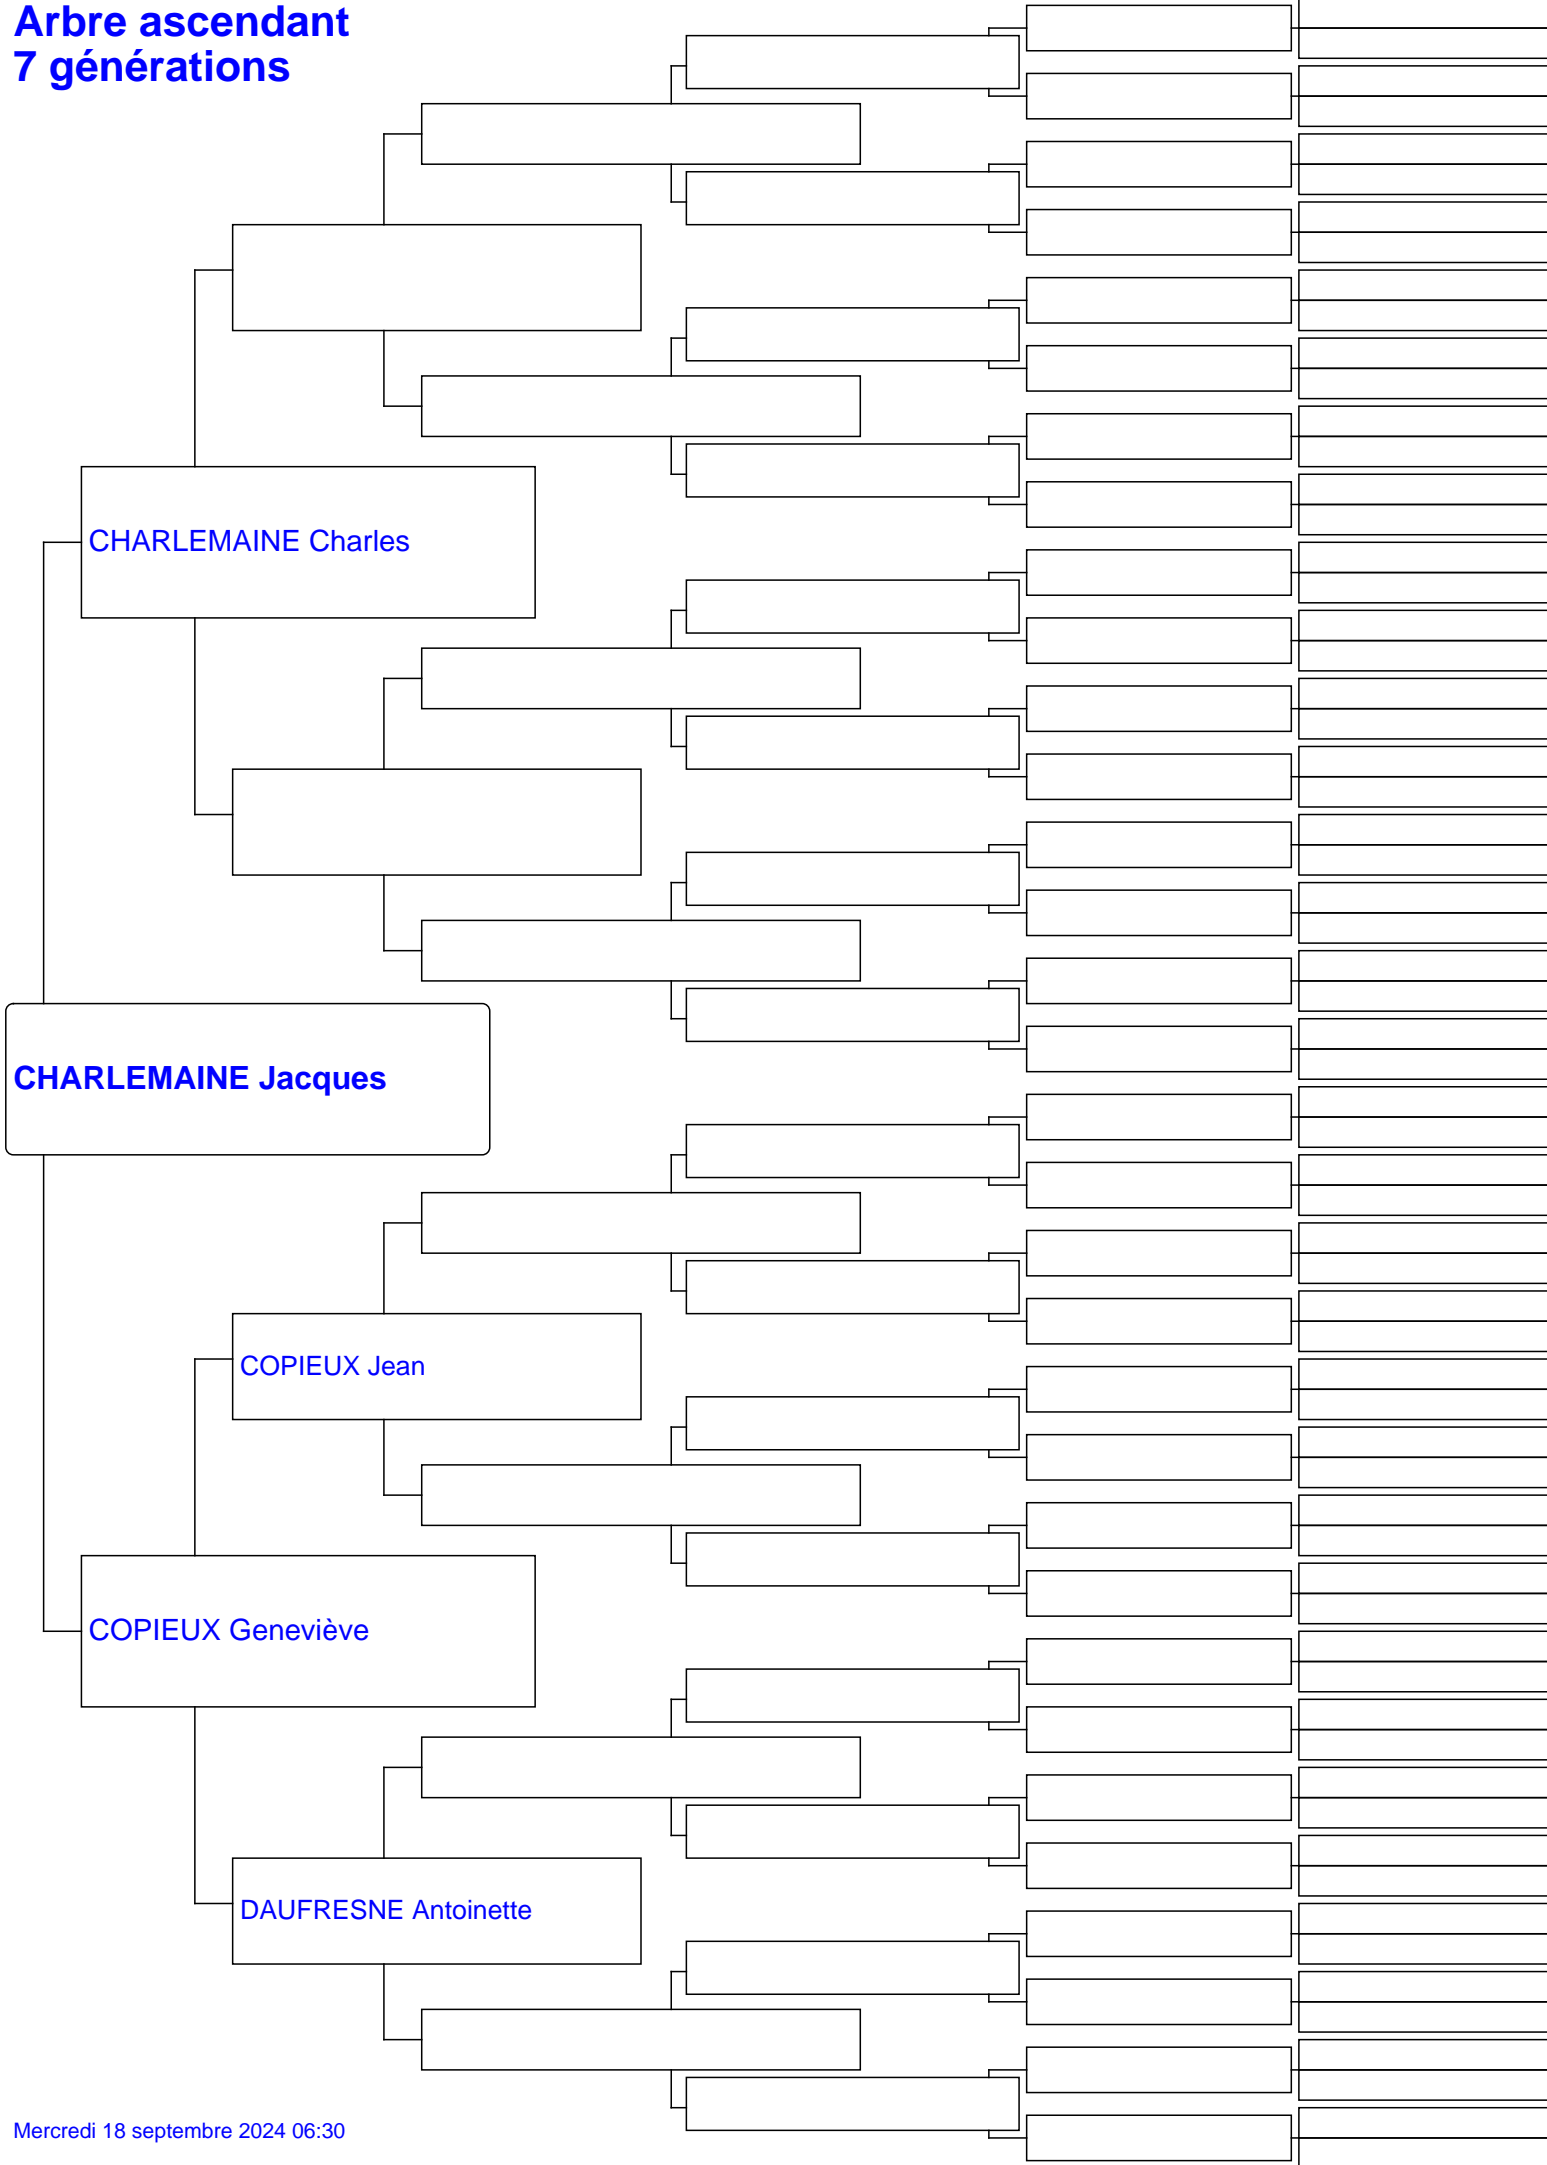 Arbre ascendant
7 générations
CHARLEMAINE Charles
CHARLEMAINE Jacques
COPIEUX Jean
COPIEUX Geneviève
DAUFRESNE Antoinette
Mercredi 18 septembre 2024 06:30